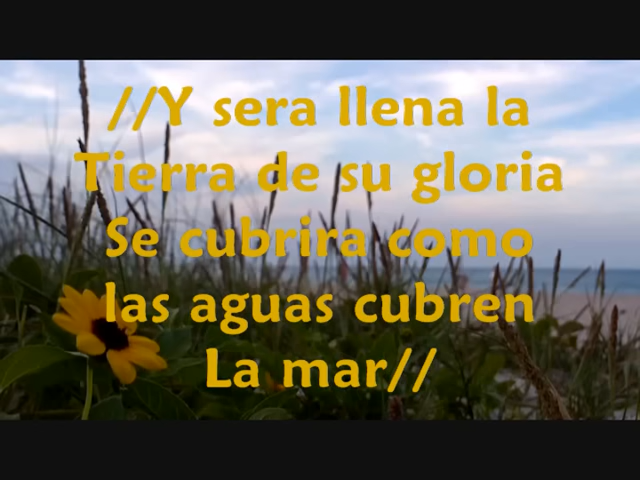 //Y sera llena la
Tierra de su gloria
Se cubrira como
las aguas cubren
La mar//